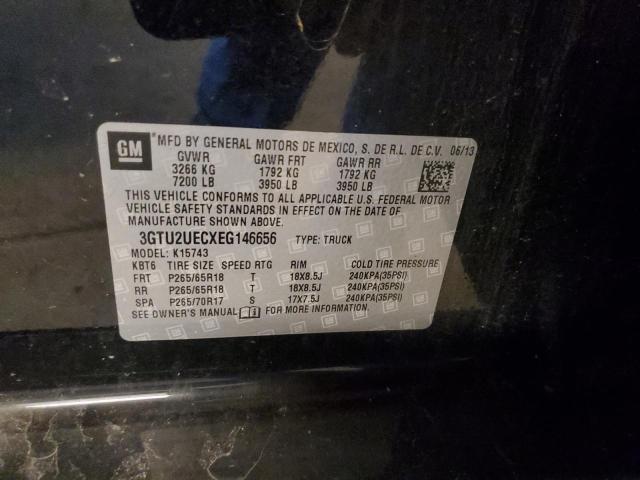 GM
*MFD BY GENERAL MOTORS DE MEXICO, S. DE R.L. DE C.V. 06/13
GVWR GAWR FRT GAWR RR
3266 KG 1792 KG 1792 KG
7200 LB 3950 LB 3950 LB
THIS VEHICLE CONFORMS TO ALL APPLICABLE U.S. FEDERAL MOTOR
VEHICLE SAFETY STANDARDS IN EFFECT ON THE DATE OF
MANUFACTURE SHOWN ABOVE.
3GTU2UECXEG146656 TYPE: TRUCK
MODEL: K15743
KBT6 TIRE SIZE SPEED RTG RIM COLD TIRE PRESSURE
FRT P265/65R18 T 18X8.5J 240KPA(35PSI)
RR P265/65R18 T 18X8.5J 240KPA(35PSI)
SPA P265/70R17 S 17X7.5J 240KPA(35PSI)
SEE OWNER'S MANUAL FOR MORE INFORMATION.